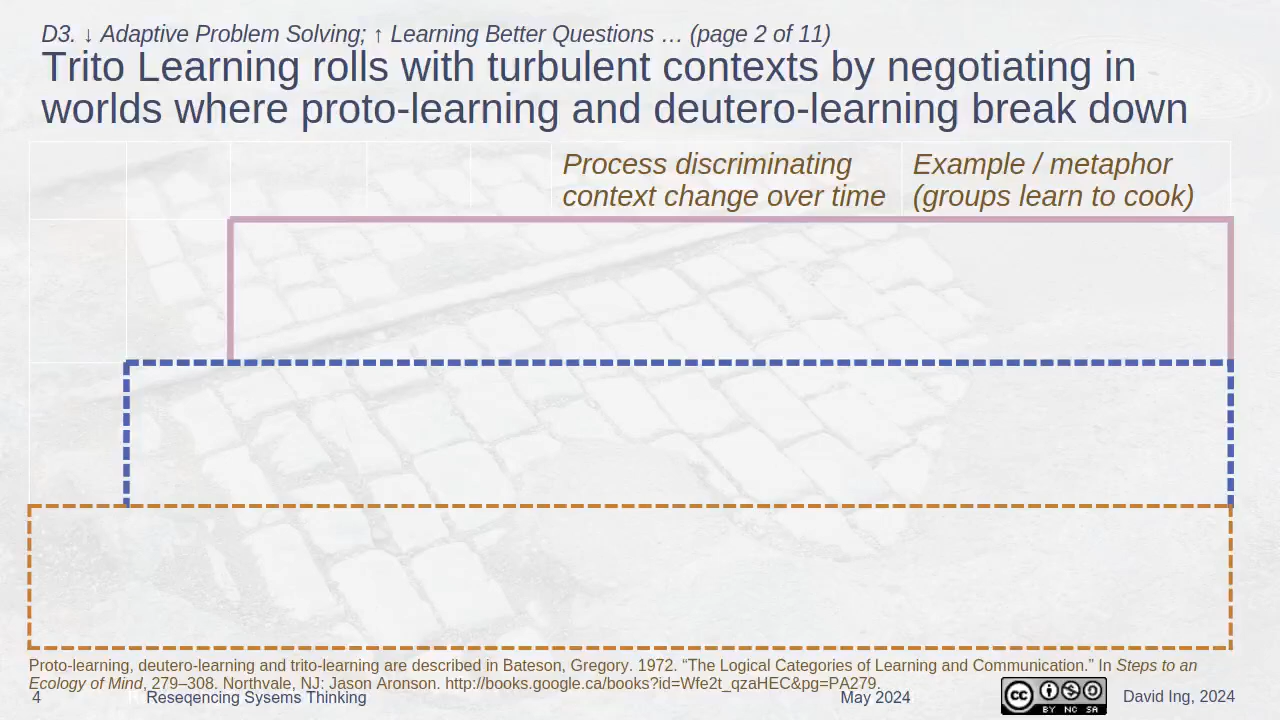 D3. ↓ Adaptive Problem Solving; ↑ Learning Better Questions … (page 2 of 11)
Trito Learning rolls with turbulent contexts by negotiating in
worlds where proto-learning and deutero-learning break down
Process discriminating
context change over time
Example / metaphor
(groups learn to cook)
Proto-learning, deutero-learning and trito-learning are described in Bateson, Gregory. 1972. “The Logical Categories of Learning and Communication.” In Steps to an
Ecology of Mind, 279–308. Northvale, NJ: Jason Aronson. http://books.google.ca/books?id=Wfe2t_qzaHEC&pg=PA279.
4
Reseqencing Sysems Thinking
May 2024
cc
BY NC SA
David Ing, 2024